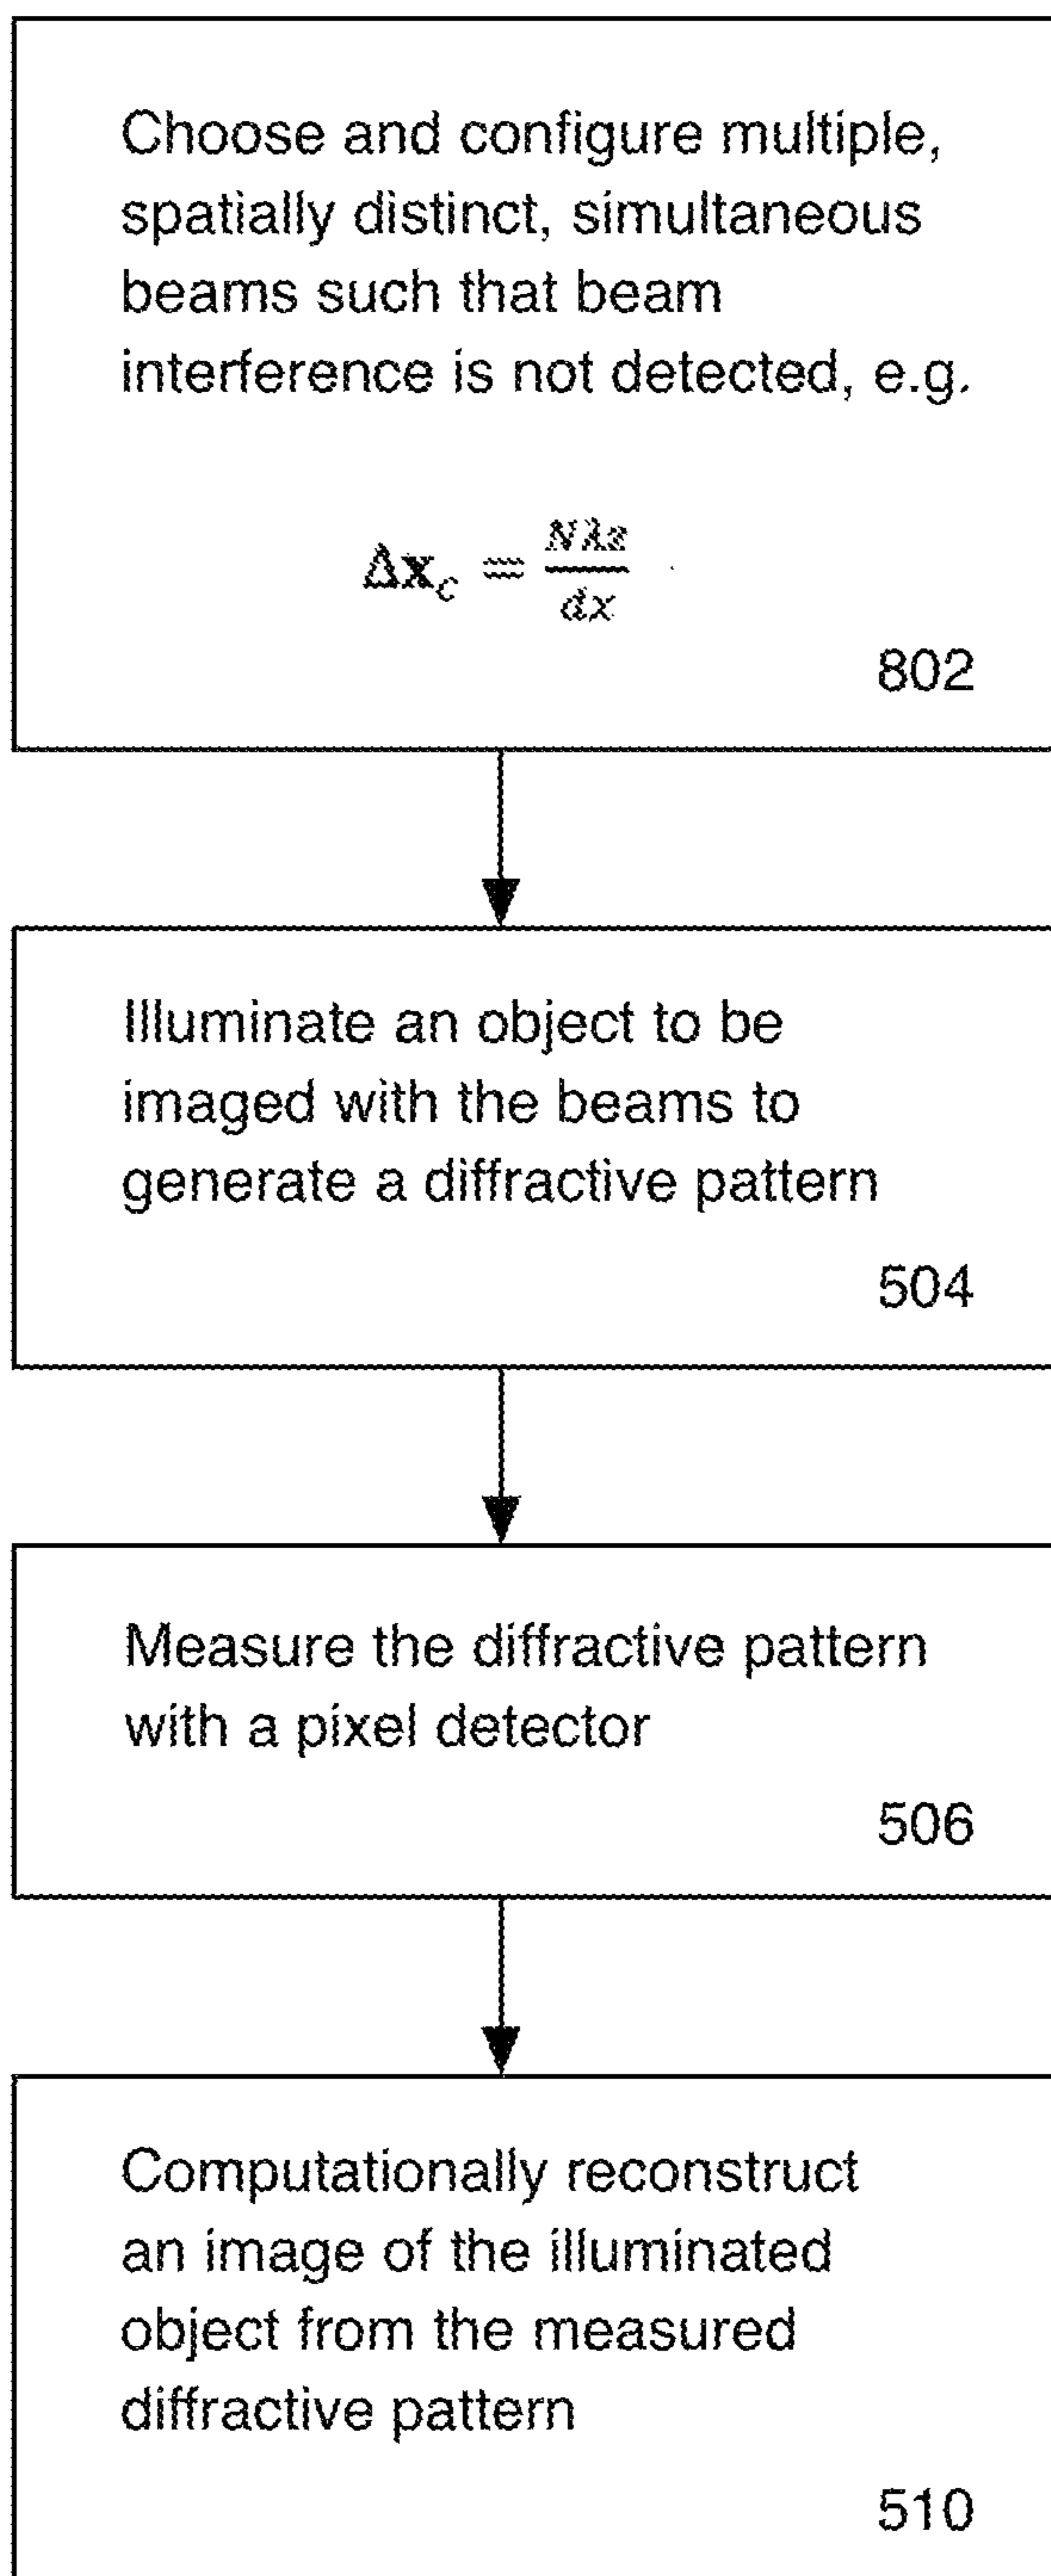 Choose and configure multiple,
spatially distinct, simultaneous
beams such that beam
interference is not detected, e.g.
Δx_c = Nλz/dx
802
Illuminate an object to be
imaged with the beams to
generate a diffractive pattern
504
Measure the diffractive pattern
with a pixel detector
506
Computationally reconstruct
an image of the illuminated
object from the measured
diffractive pattern
510